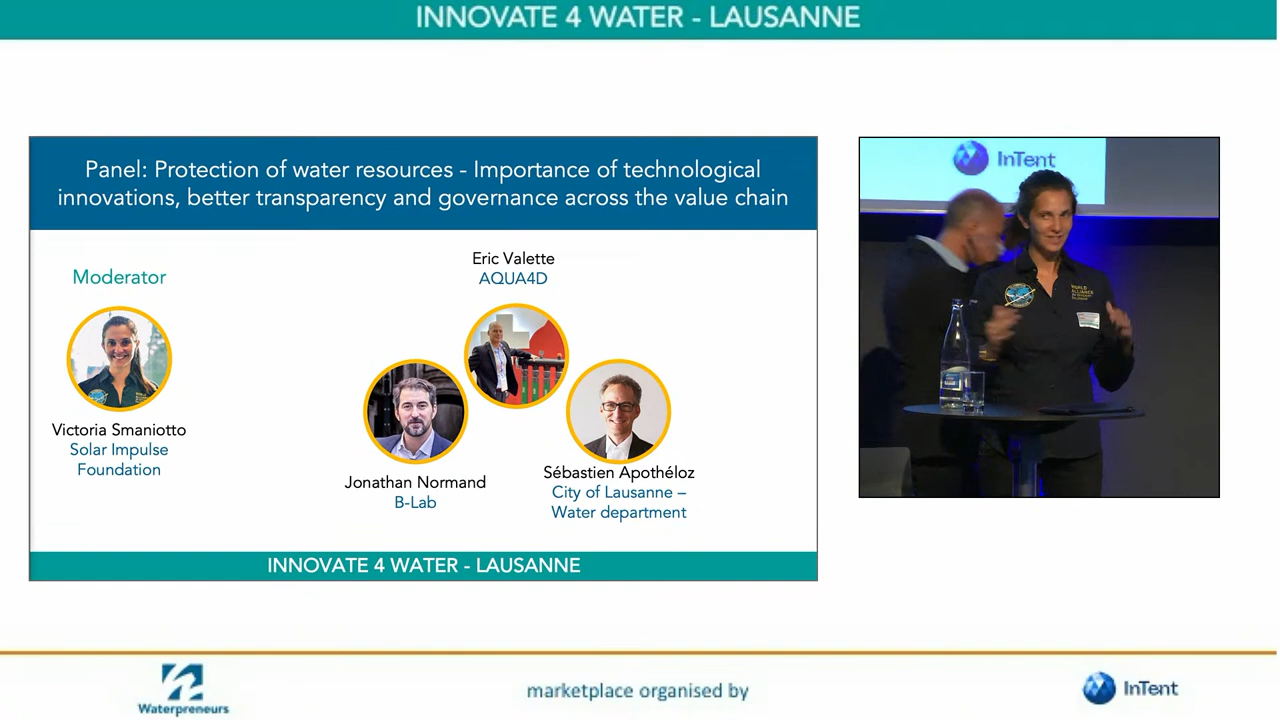 INNOVATE 4 WATER - LAUSANNE
Panel: Protection of water resources - Importance of technological
innovations, better transparency and governance across the value chain
Moderator
Victoria Smaniotto
Solar Impulse
Foundation
Eric Valette
AQUA4D
Jonathan Normand
B-Lab
Sébastien Apothéloz
City of Lausanne –
Water department
INNOVATE 4 WATER - LAUSANNE
InTent
WORLD
ALLIANCE
Waterpreneurs
marketplace organised by
InTent